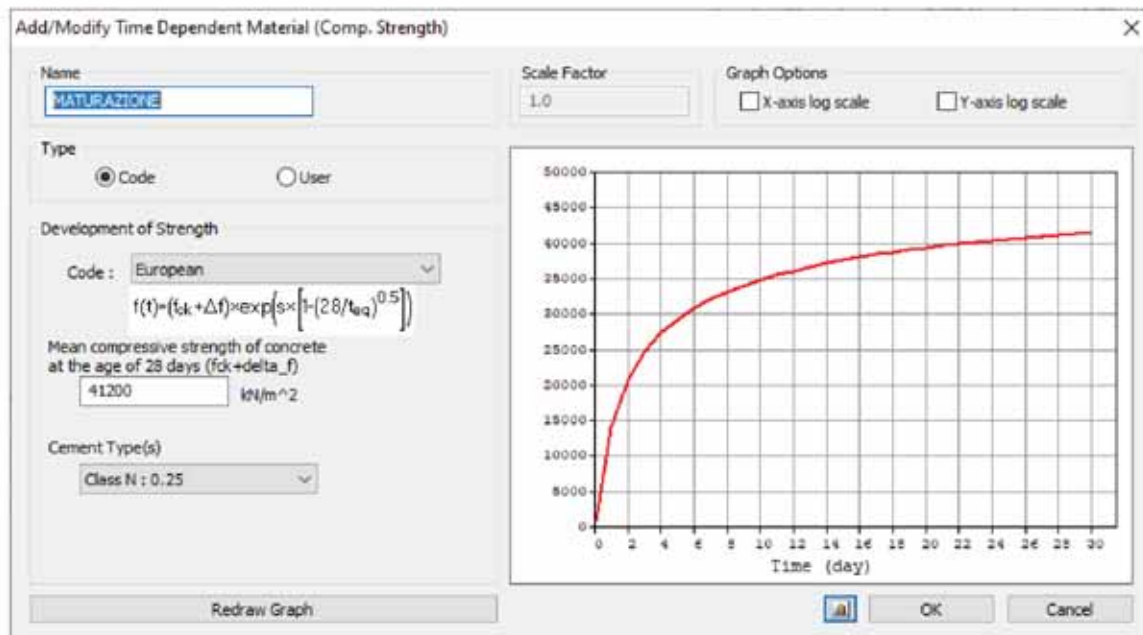 Add/Modify Time Dependent Material (Comp. Strength)
Name
MATURAZIONE
Scale Factor
1.0
Graph Options
X-axis log scale
Y-axis log scale
Type
Code
User
Development of Strength
Code :
European
f(t)=(fck+Δf)×exp(s×[1-(28/teq)^0.5])
Mean compressive strength of concrete
at the age of 28 days (fck+delta_f)
41200
kN/m^2
Cement Type(s)
Class N : 0.25
Redraw Graph
50000
45000
40000
35000
30000
25000
20000
15000
10000
5000
0
0 2 4 6 8 10 12 14 16 18 20 22 24 26 28 30
Time (day)
OK
Cancel